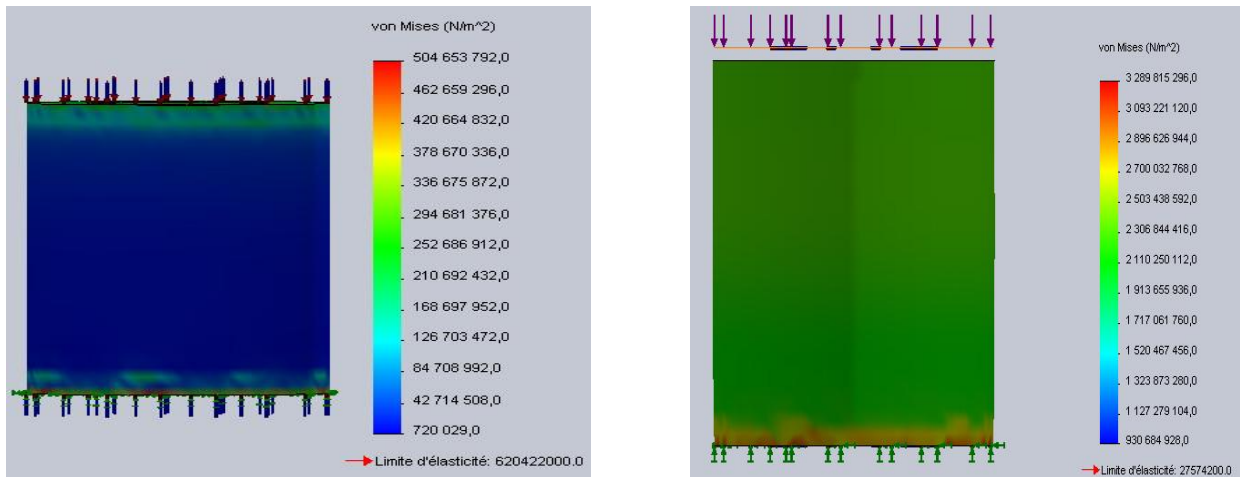 von Mises (N/m^2)
504 653 792,0
462 659 296,0
420 664 832,0
378 670 336,0
336 675 872,0
294 681 376,0
252 686 912,0
210 692 432,0
168 697 952,0
126 703 472,0
84 708 992,0
42 714 508,0
720 029,0
Limite d'élasticité: 620422000.0
von Mises (N/m^2)
3 289 815 296,0
3 093 221 120,0
2 896 626 944,0
2 700 032 768,0
2 503 438 592,0
2 306 844 416,0
2 110 250 112,0
1 913 655 936,0
1 717 061 760,0
1 520 467 456,0
1 323 873 280,0
1 127 279 104,0
930 684 928,0
Limite d'élasticité: 27574200.0